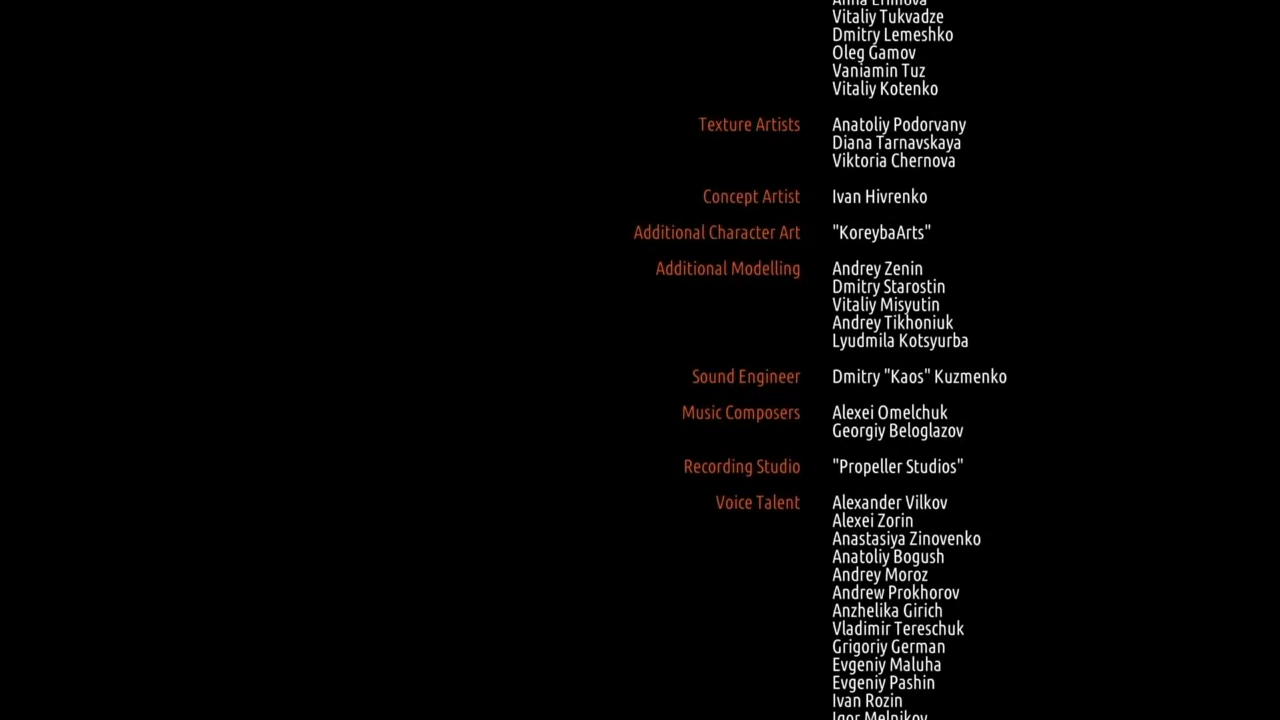 Anna Efimova
Vitaliy Tukvadze
Dmitry Lemeshko
Oleg Gamov
Vaniamin Tuz
Vitaliy Kotenko
Texture Artists Anatoliy Podorvany
Diana Tarnavskaya
Viktoria Chernova
Concept Artist Ivan Hivrenko
Additional Character Art "KoreybaArts"
Additional Modelling Andrey Zenin
Dmitry Starostin
Vitaliy Misyutin
Andrey Tikhoniuk
Lyudmila Kotsyurba
Sound Engineer Dmitry "Kaos" Kuzmenko
Music Composers Alexei Omelchuk
Georgiy Beloglazov
Recording Studio "Propeller Studios"
Voice Talent Alexander Vilkov
Alexei Zorin
Anastasiya Zinovenko
Anatoliy Bogush
Andrey Moroz
Andrew Prokhorov
Anzhelika Girich
Vladimir Tereschuk
Grigoriy German
Evgeniy Maluha
Evgeniy Pashin
Ivan Rozin
Igor Melnikov